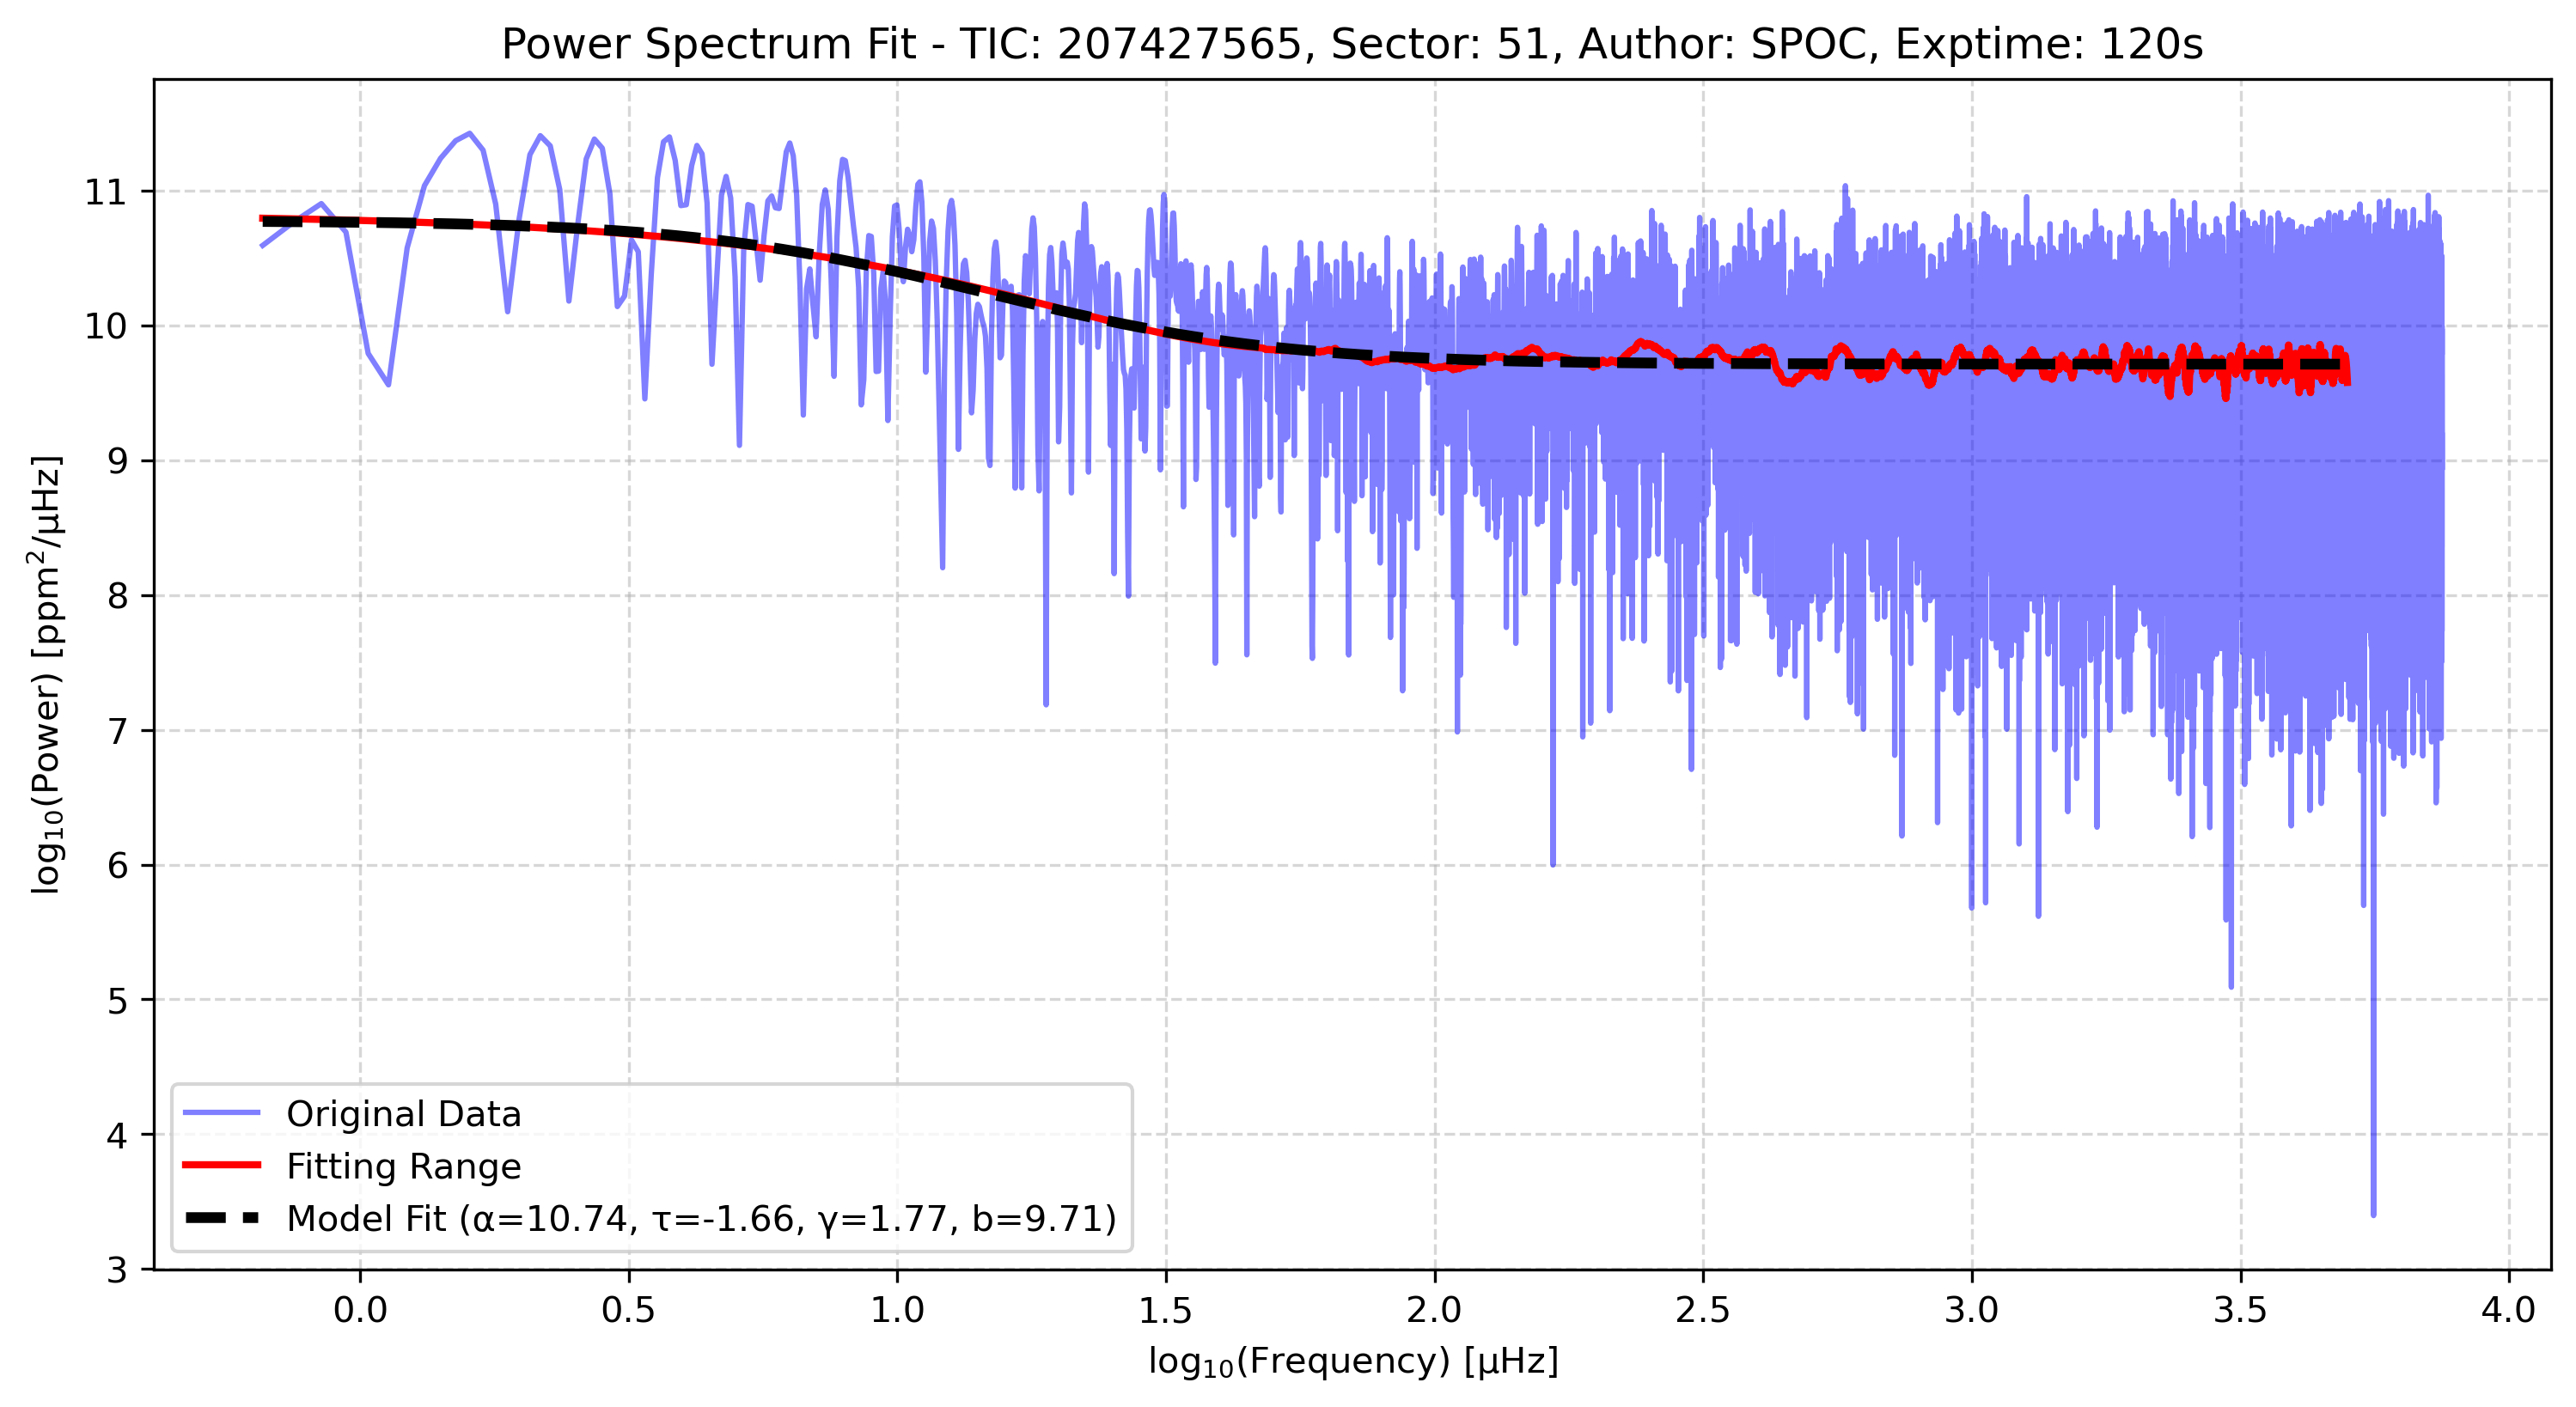 Power Spectrum Fit - TIC: 207427565, Sector: 51, Author: SPOC, Exptime: 120s
log₁₀(Power) [ppm²/μHz]
11
10
9
8
7
6
5
4
3
Original Data
Fitting Range
Model Fit (α=10.74, τ=-1.66, γ=1.77, b=9.71)
0.0 0.5 1.0 1.5 2.0 2.5 3.0 3.5 4.0
log₁₀(Frequency) [μHz]